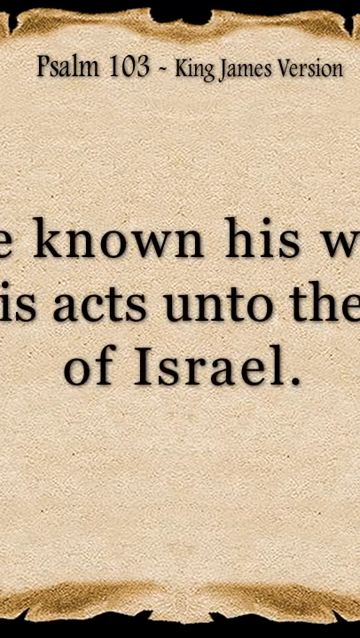 Psalm 103 ~ King James Version
e known his w
is acts unto the
of Israel.